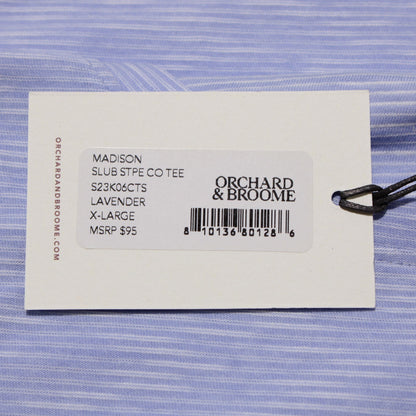 ORCHARDANDBROOME.COM
MADISON
SLUB STPE CO TEE
S23K06CTS
LAVENDER
X-LARGE
MSRP $95
ORCHARD
& BROOME
8 10136 80128 6